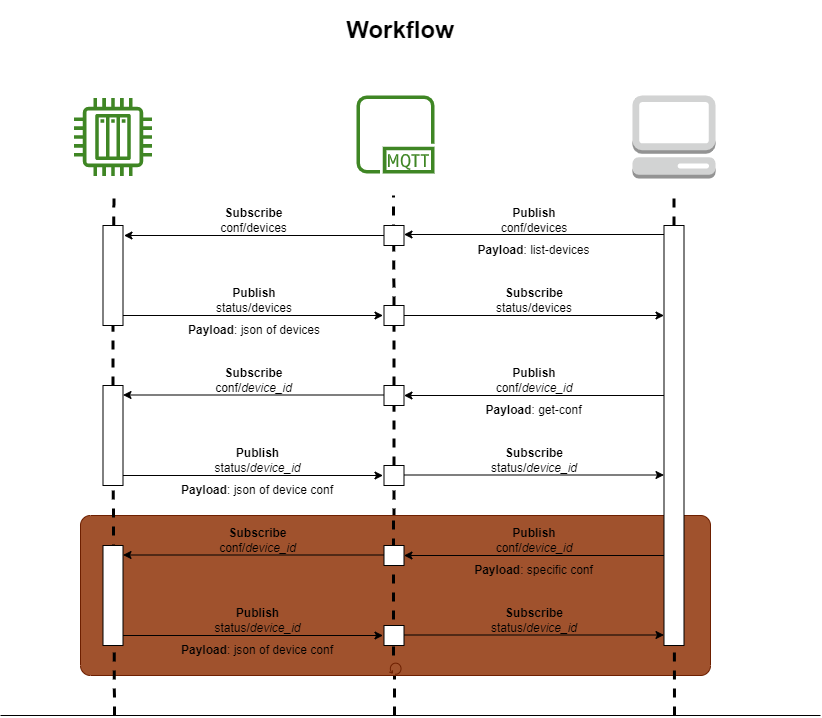 Workflow
MQTT
Subscribe
conf/devices
Publish
conf/devices
Payload: list-devices
Publish
status/devices
Payload: json of devices
Subscribe
status/devices
Subscribe
conf/device_id
Publish
conf/device_id
Payload: get-conf
Publish
status/device_id
Payload: json of device conf
Subscribe
status/device_id
Subscribe
conf/device_id
Publish
conf/device_id
Payload: specific conf
Publish
status/device_id
Payload: json of device conf
Subscribe
status/device_id